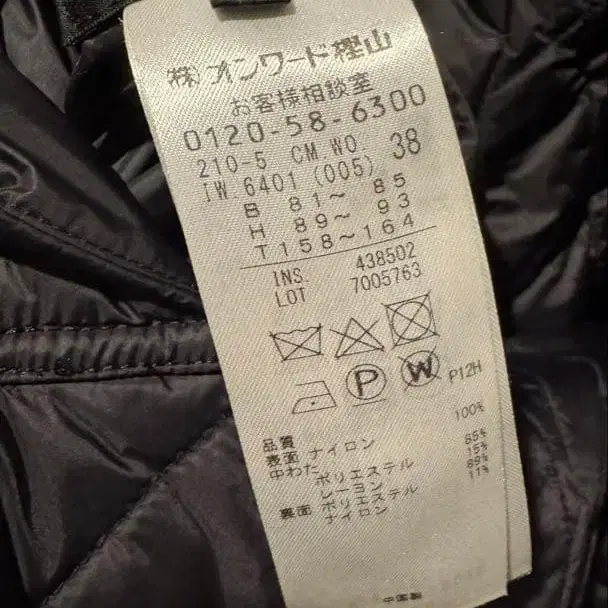 ㈱オンワード樫山
お客様相談室
0120-58-6300
210-5 CM WO 38
IW 6401 (005)
B 81～ 85
H 89～ 93
T 158～164
INS. 438502
LOT 7005763
P W P12H
品質 100%
表面 ナイロン 85%
中わた ポリエステル 15%
レーヨン 89%
裏面 ポリエステル 11%
ナイロン
中国製